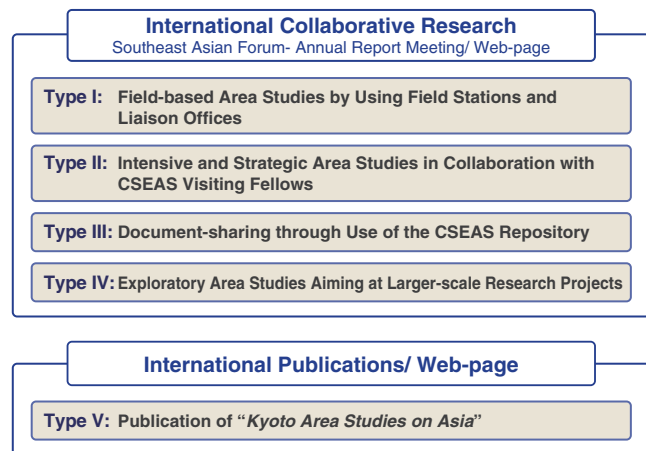 International Collaborative Research
Southeast Asian Forum- Annual Report Meeting/ Web-page
Type I: Field-based Area Studies by Using Field Stations and
Liaison Offices
Type II: Intensive and Strategic Area Studies in Collaboration with
CSEAS Visiting Fellows
Type III: Document-sharing through Use of the CSEAS Repository
Type IV: Exploratory Area Studies Aiming at Larger-scale Research Projects
International Publications/ Web-page
Type V: Publication of “Kyoto Area Studies on Asia”